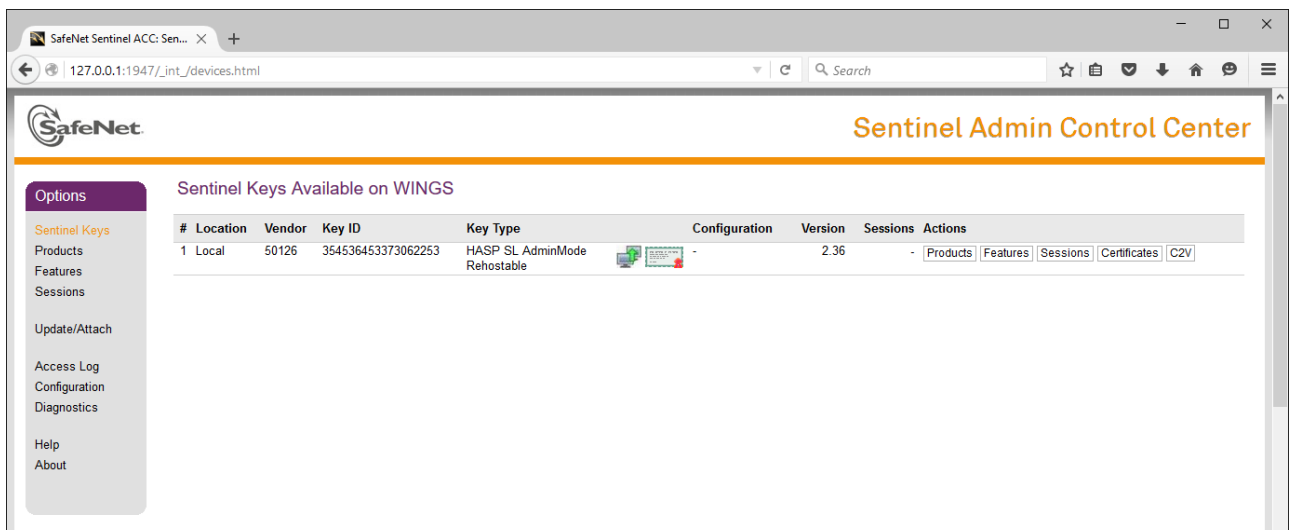 SafeNet Sentinel ACC: Sen...
127.0.0.1:1947/_int_/devices.html
Search
SafeNet.
Sentinel Admin Control Center
Options
Sentinel Keys
Products
Features
Sessions
Update/Attach
Access Log
Configuration
Diagnostics
Help
About
Sentinel Keys Available on WINGS
# Location Vendor Key ID Key Type Configuration Version Sessions Actions
1 Local 50126 354536453373062253 HASP SL AdminMode - 2.36 - Products Features Sessions Certificates C2V
Rehostable